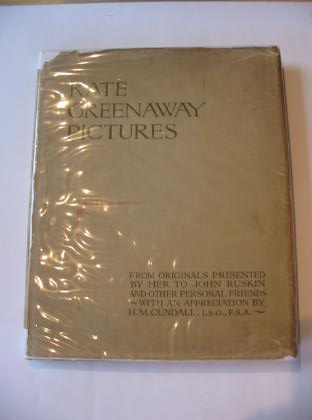 KATE
GREENAWAY
PICTURES
FROM ORIGINALS PRESENTED
BY HER TO JOHN RUSKIN
AND OTHER PERSONAL FRIENDS
~WITH AN APPRECIATION BY
H.M.CUNDALL, I.S.O., F.S.A. ~